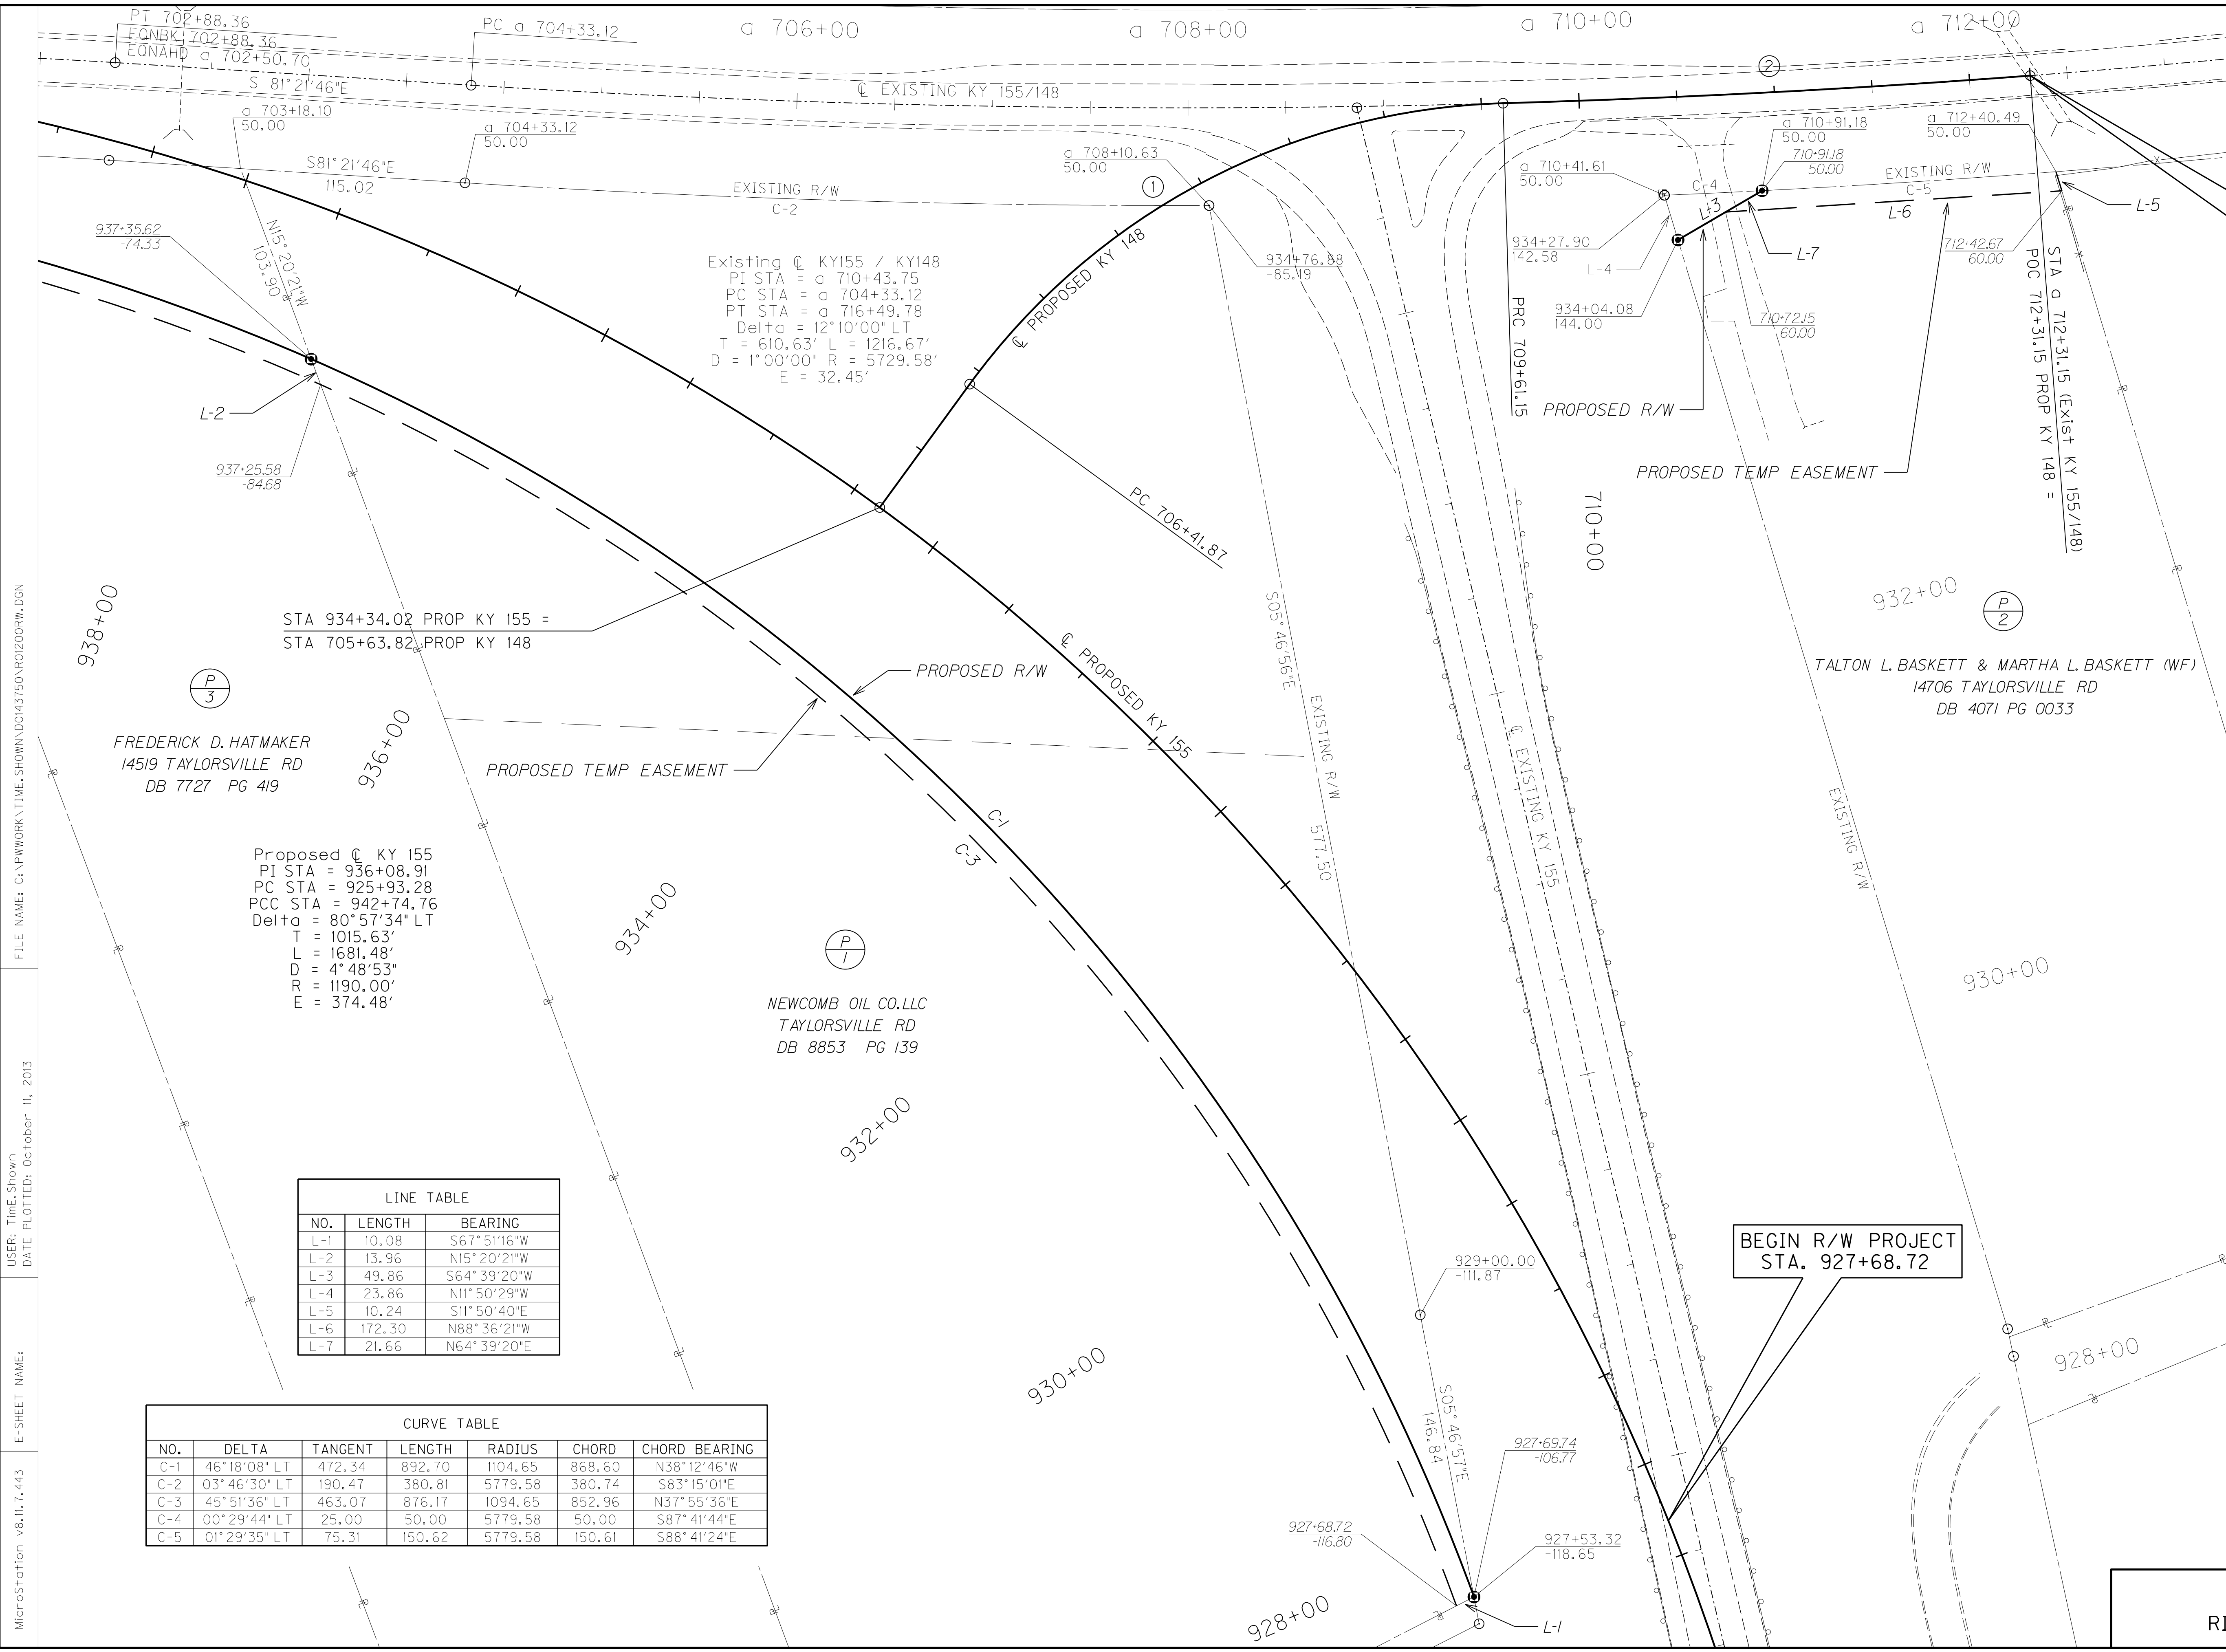 PT 702+88.36
EQNBK 702+88.36
EQNAHD a 702+50.70
PC a 704+33.12
a 706+00
a 708+00
a 710+00
a 712+00
S 81°21'46"E
℄ EXISTING KY 155/148
2
a 703+18.10
50.00
a 704+33.12
50.00
S81°21'46"E
115.02
EXISTING R/W
C-2
a 708+10.63
50.00
1
a 710+41.61
50.00
a 710+91.18
50.00
710+91.18
50.00
a 712+40.49
50.00
C-4
EXISTING R/W
C-5
L-3
L-6
L-5
L-7
L-4
937+35.62
-74.33
N15°20'21"W
103.90
Existing ℄ KY155 / KY148
PI STA = a 710+43.75
PC STA = a 704+33.12
PT STA = a 716+49.78
Delta = 12°10'00" LT
T = 610.63' L = 1216.67'
D = 1°00'00" R = 5729.58'
E = 32.45'
℄ PROPOSED KY 148
934+76.88
-85.19
934+27.90
142.58
934+04.08
144.00
710+72.15
60.00
712+42.67
60.00
PRC 709+61.15
STA a 712+31.15 (Exist KY 155/148)
POC 712+31.15 PROP KY 148 =
PROPOSED R/W
PROPOSED TEMP EASEMENT
L-2
937+25.58
-84.68
PC 706+41.87
710+00
932+00
938+00
STA 934+34.02 PROP KY 155 =
STA 705+63.82 PROP KY 148
S05°46'56"E
EXISTING R/W
577.50
℄ PROPOSED KY 155
PROPOSED R/W
P
2
TALTON L. BASKETT & MARTHA L. BASKETT (WF)
14706 TAYLORSVILLE RD
DB 4071 PG 0033
P
3
FREDERICK D. HATMAKER
14519 TAYLORSVILLE RD
DB 7727 PG 419
936+00
PROPOSED TEMP EASEMENT
℄ EXISTING KY 155
EXISTING R/W
C-1
C-3
Proposed ℄ KY 155
PI STA = 936+08.91
PC STA = 925+93.28
PCC STA = 942+74.76
Delta = 80°57'34" LT
T = 1015.63'
L = 1681.48'
D = 4°48'53"
R = 1190.00'
E = 374.48'
934+00
P
1
NEWCOMB OIL CO.LLC
TAYLORSVILLE RD
DB 8853 PG 139
930+00
932+00
LINE TABLE
NO. LENGTH BEARING
L-1 10.08 S67°51'16"W
L-2 13.96 N15°20'21"W
L-3 49.86 S64°39'20"W
L-4 23.86 N11°50'29"W
L-5 10.24 S11°50'40"E
L-6 172.30 N88°36'21"W
L-7 21.66 N64°39'20"E
BEGIN R/W PROJECT
STA. 927+68.72
929+00.00
-111.87
928+00
930+00
S05°46'57"E
146.84
CURVE TABLE
NO. DELTA TANGENT LENGTH RADIUS CHORD CHORD BEARING
C-1 46°18'08" LT 472.34 892.70 1104.65 868.60 N38°12'46"W
C-2 03°46'30" LT 190.47 380.81 5779.58 380.74 S83°15'01"E
C-3 45°51'36" LT 463.07 876.17 1094.65 852.96 N37°55'36"E
C-4 00°29'44" LT 25.00 50.00 5779.58 50.00 S87°41'44"E
C-5 01°29'35" LT 75.31 150.62 5779.58 150.61 S88°41'24"E
927+69.74
-106.77
927+68.72
-116.80
927+53.32
-118.65
928+00
L-1
FILE NAME: C:\PWWORK\TIME.SHOWN\D0143750\R01200RW.DGN
DATE PLOTTED: October 11, 2013
USER: TimE.Shown
E-SHEET NAME:
MicroStation v8.11.7.443
RI